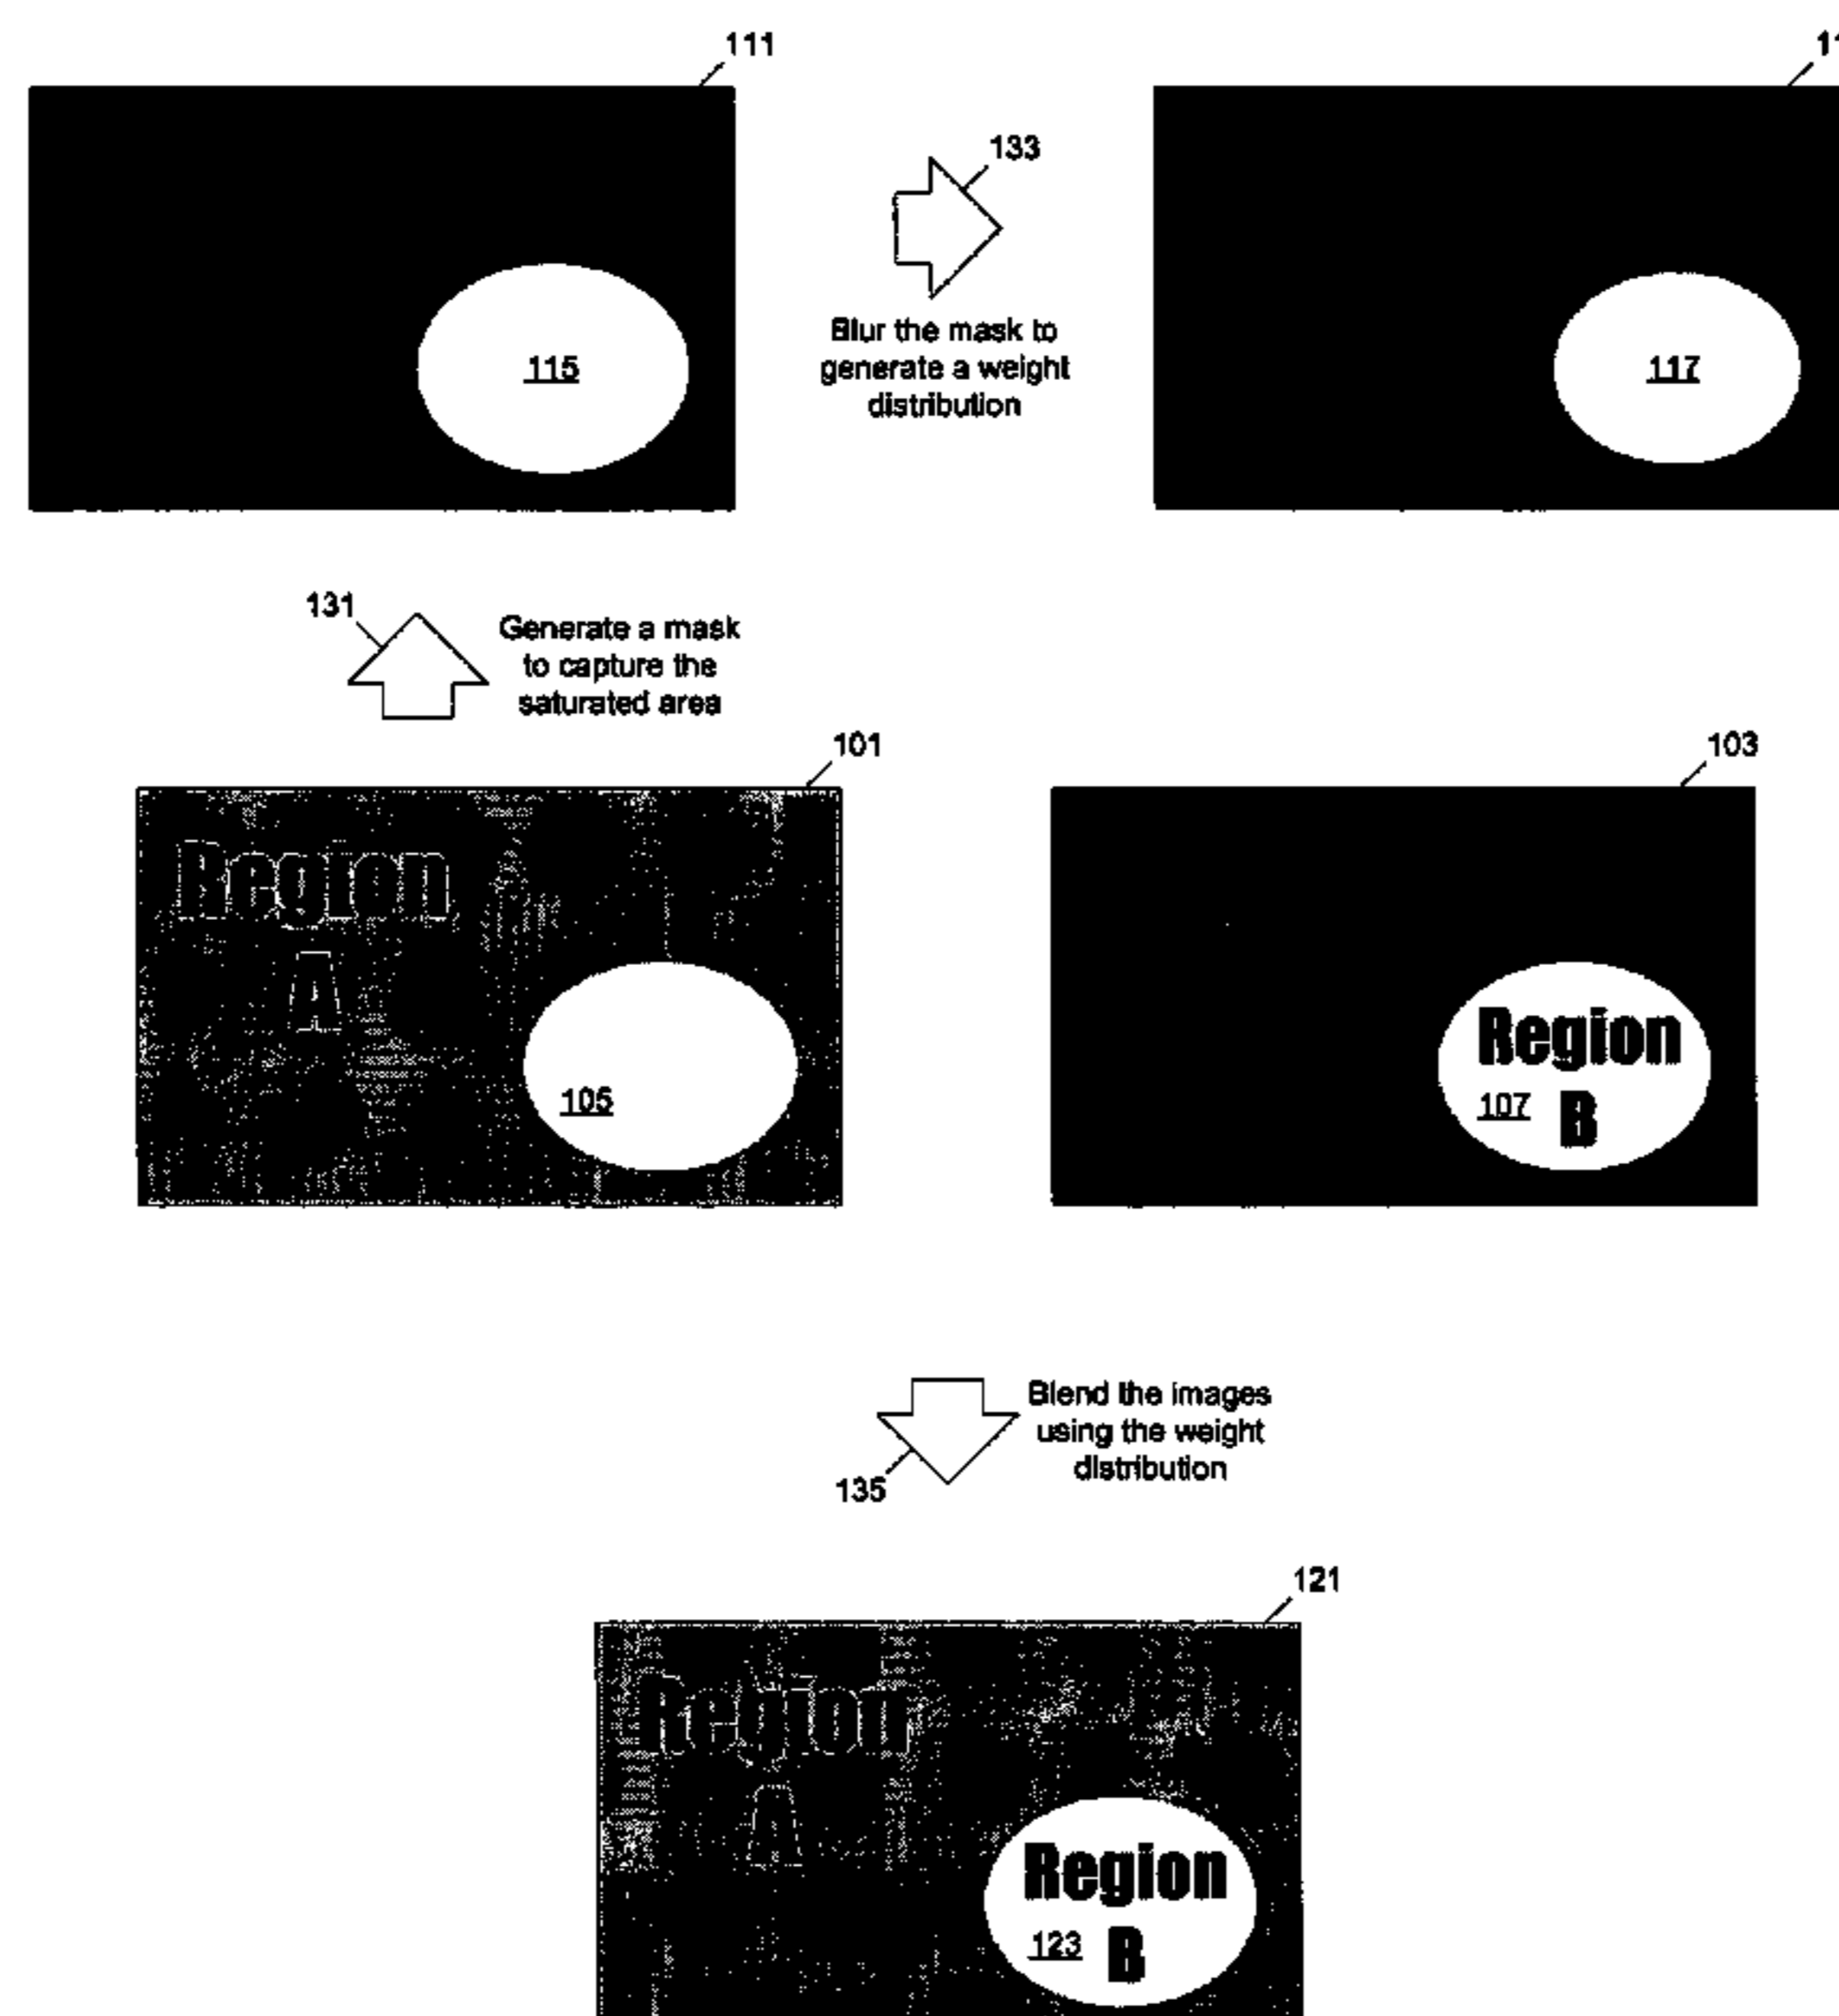 111
133
115
Blur the mask to
generate a weight
distribution
117
131
Generate a mask
to capture the
saturated area
101
103
Region
A
105
Region
107
B
Blend the images
using the weight
distribution
135
121
Region
A
Region
123
B